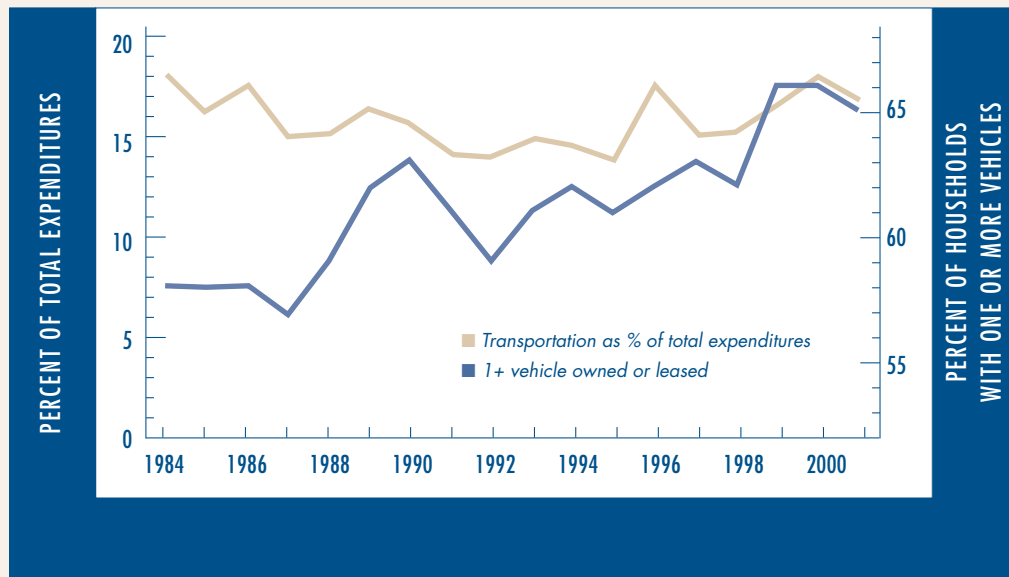 PERCENT OF TOTAL EXPENDITURES
20
15
10
5
0
1984 1986 1988 1990 1992 1994 1996 1998 2000
Transportation as % of total expenditures
1+ vehicle owned or leased
65
60
55
PERCENT OF HOUSEHOLDS
WITH ONE OR MORE VEHICLES